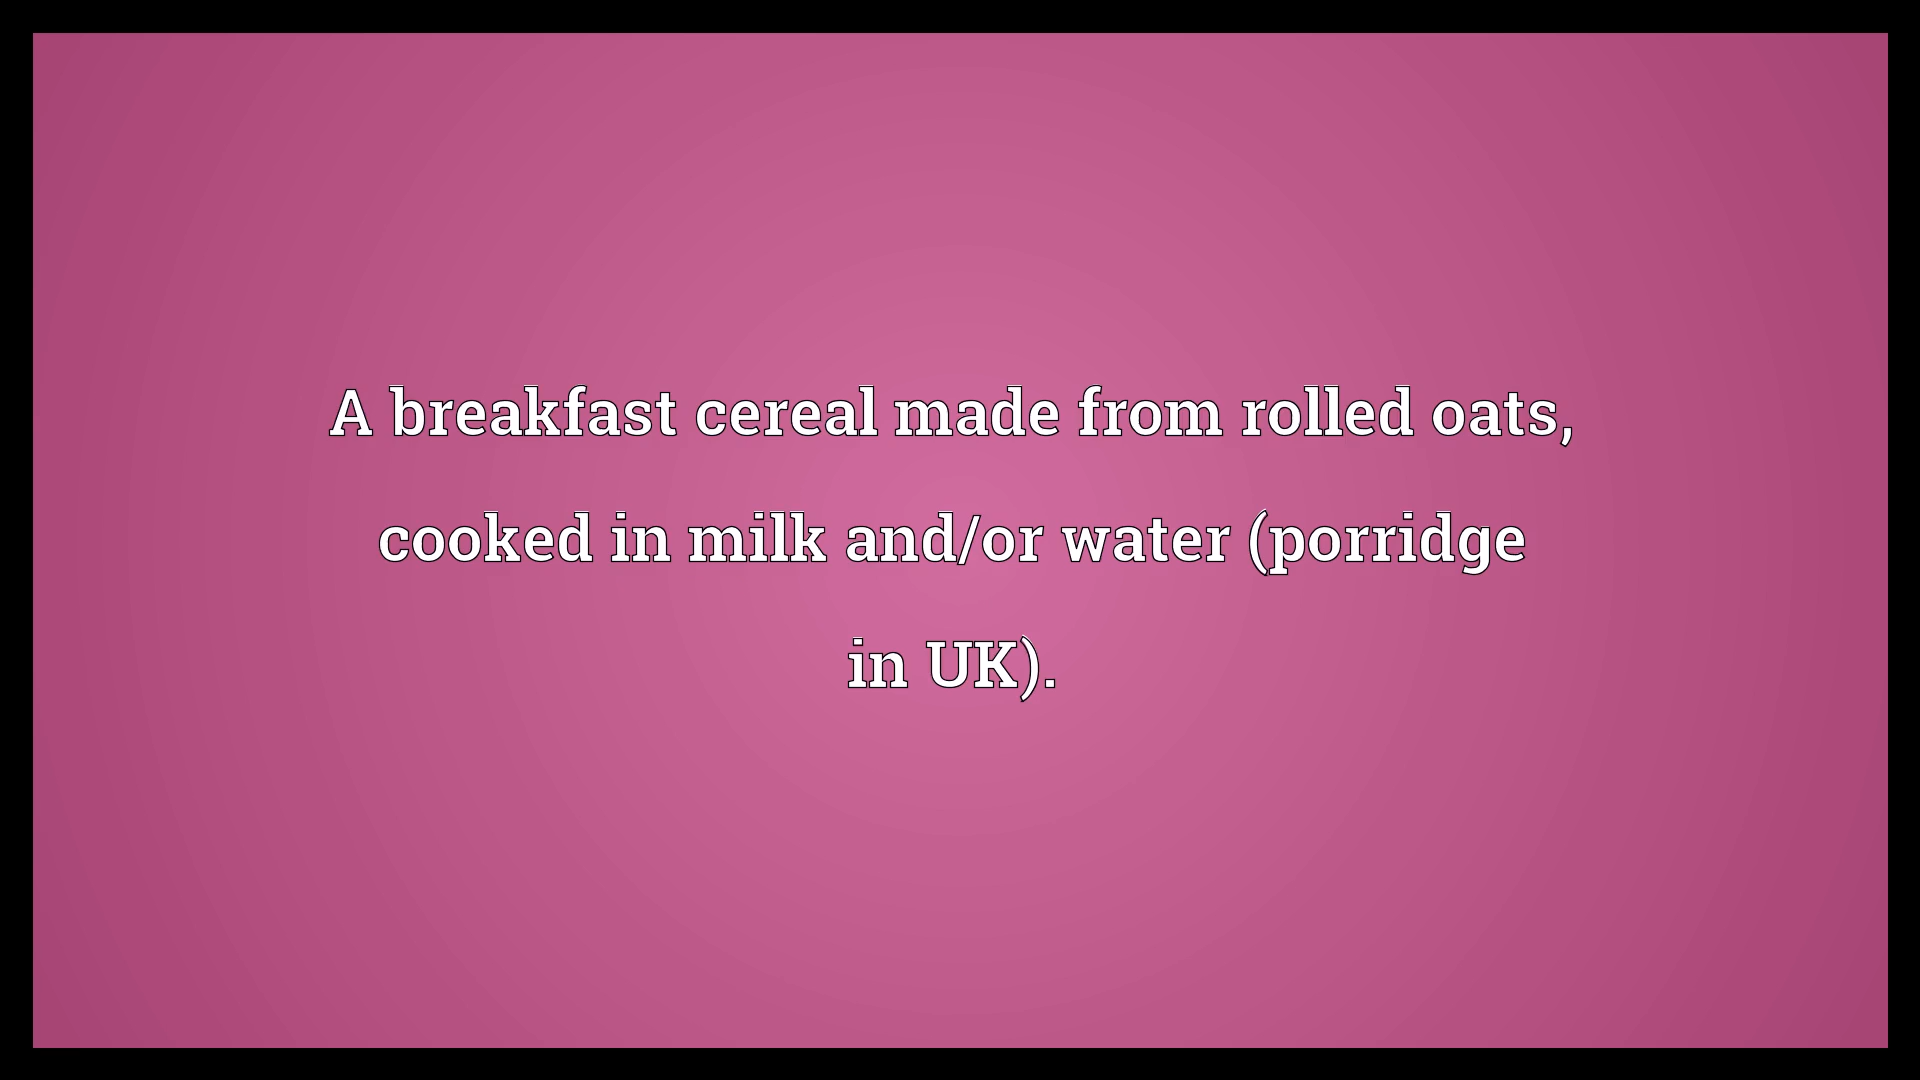 A breakfast cereal made from rolled oats,
cooked in milk and/or water (porridge
in UK).